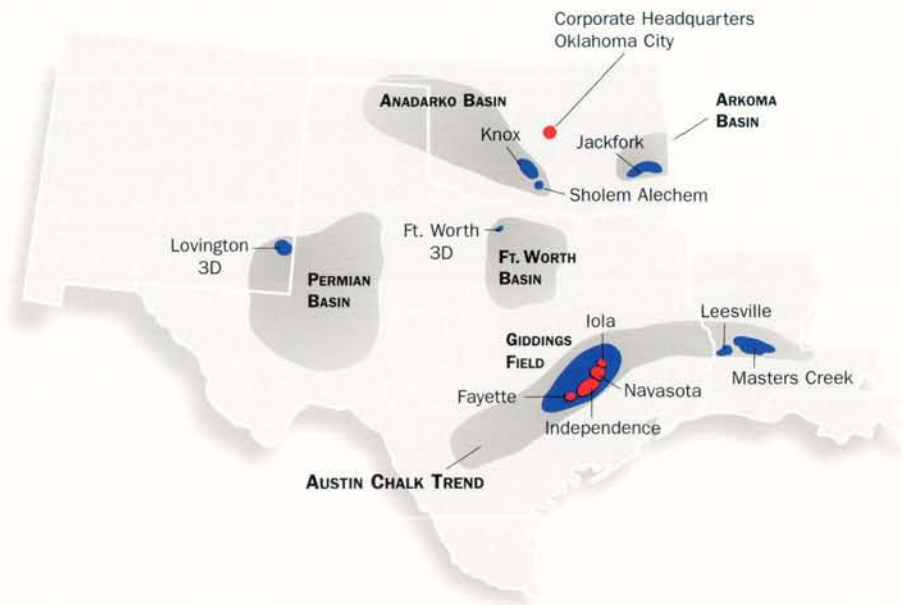 Corporate Headquarters
Oklahoma City
ANADARKO BASIN
ARKOMA
BASIN
Knox
Jackfork
Sholem Alechem
Lovington
3D
Ft. Worth
3D
FT. WORTH
BASIN
PERMIAN
BASIN
GIDDINGS
FIELD
Iola
Leesville
Masters Creek
Navasota
Fayette
Independence
AUSTIN CHALK TREND